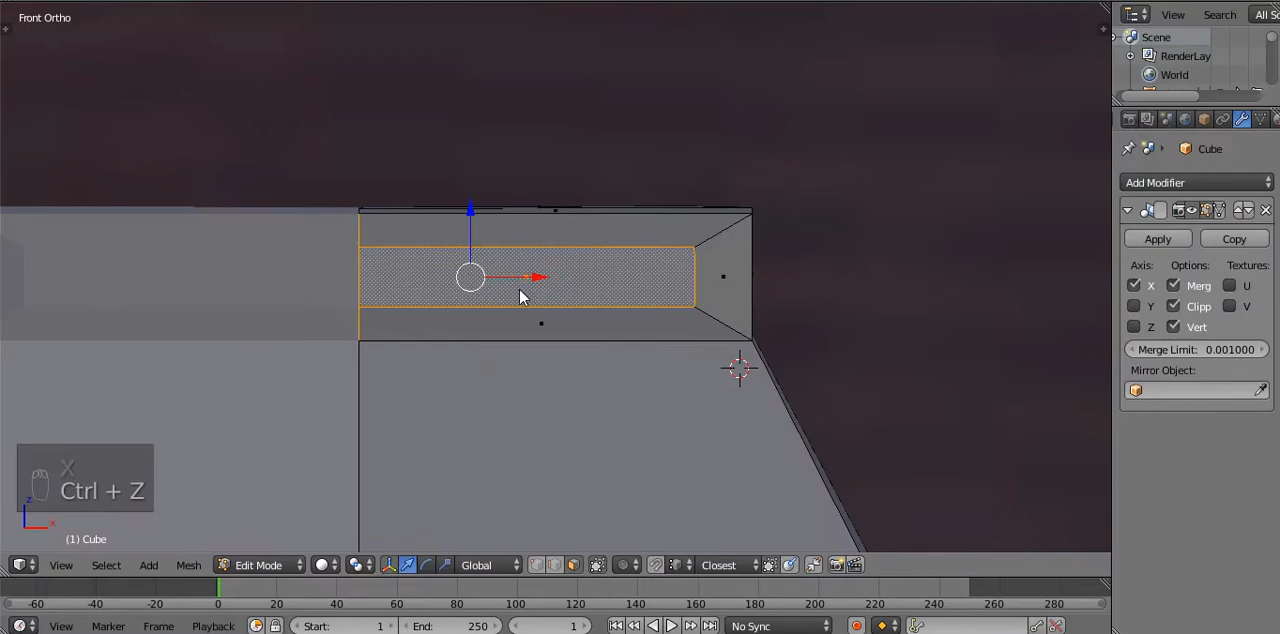 Front Ortho
View Search All Sc
Scene
RenderLay
World
Cube
Add Modifier
Apply Copy
Axis: Options: Textures:
X Merg U
Y Clipp V
Z Vert
Merge Limit: 0.001000
Mirror Object:
X
Ctrl + Z
z
x
(1) Cube
View Select Add Mesh Edit Mode Global Closest
-60 -40 -20 0 20 40 60 80 100 120 140 160 180 200 220 240 260 280
View Marker Frame Playback Start: 1 End: 250 1 No Sync